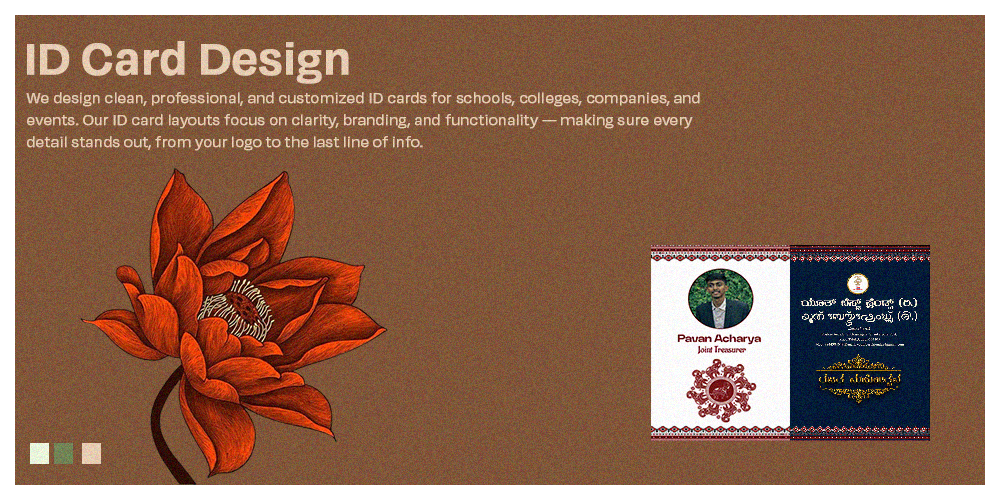 ID Card Design
We design clean, professional, and customized ID cards for schools, colleges, companies, and
events. Our ID card layouts focus on clarity, branding, and functionality — making sure every
detail stands out, from your logo to the last line of info.
Pavan Acharya
Joint Treasurer